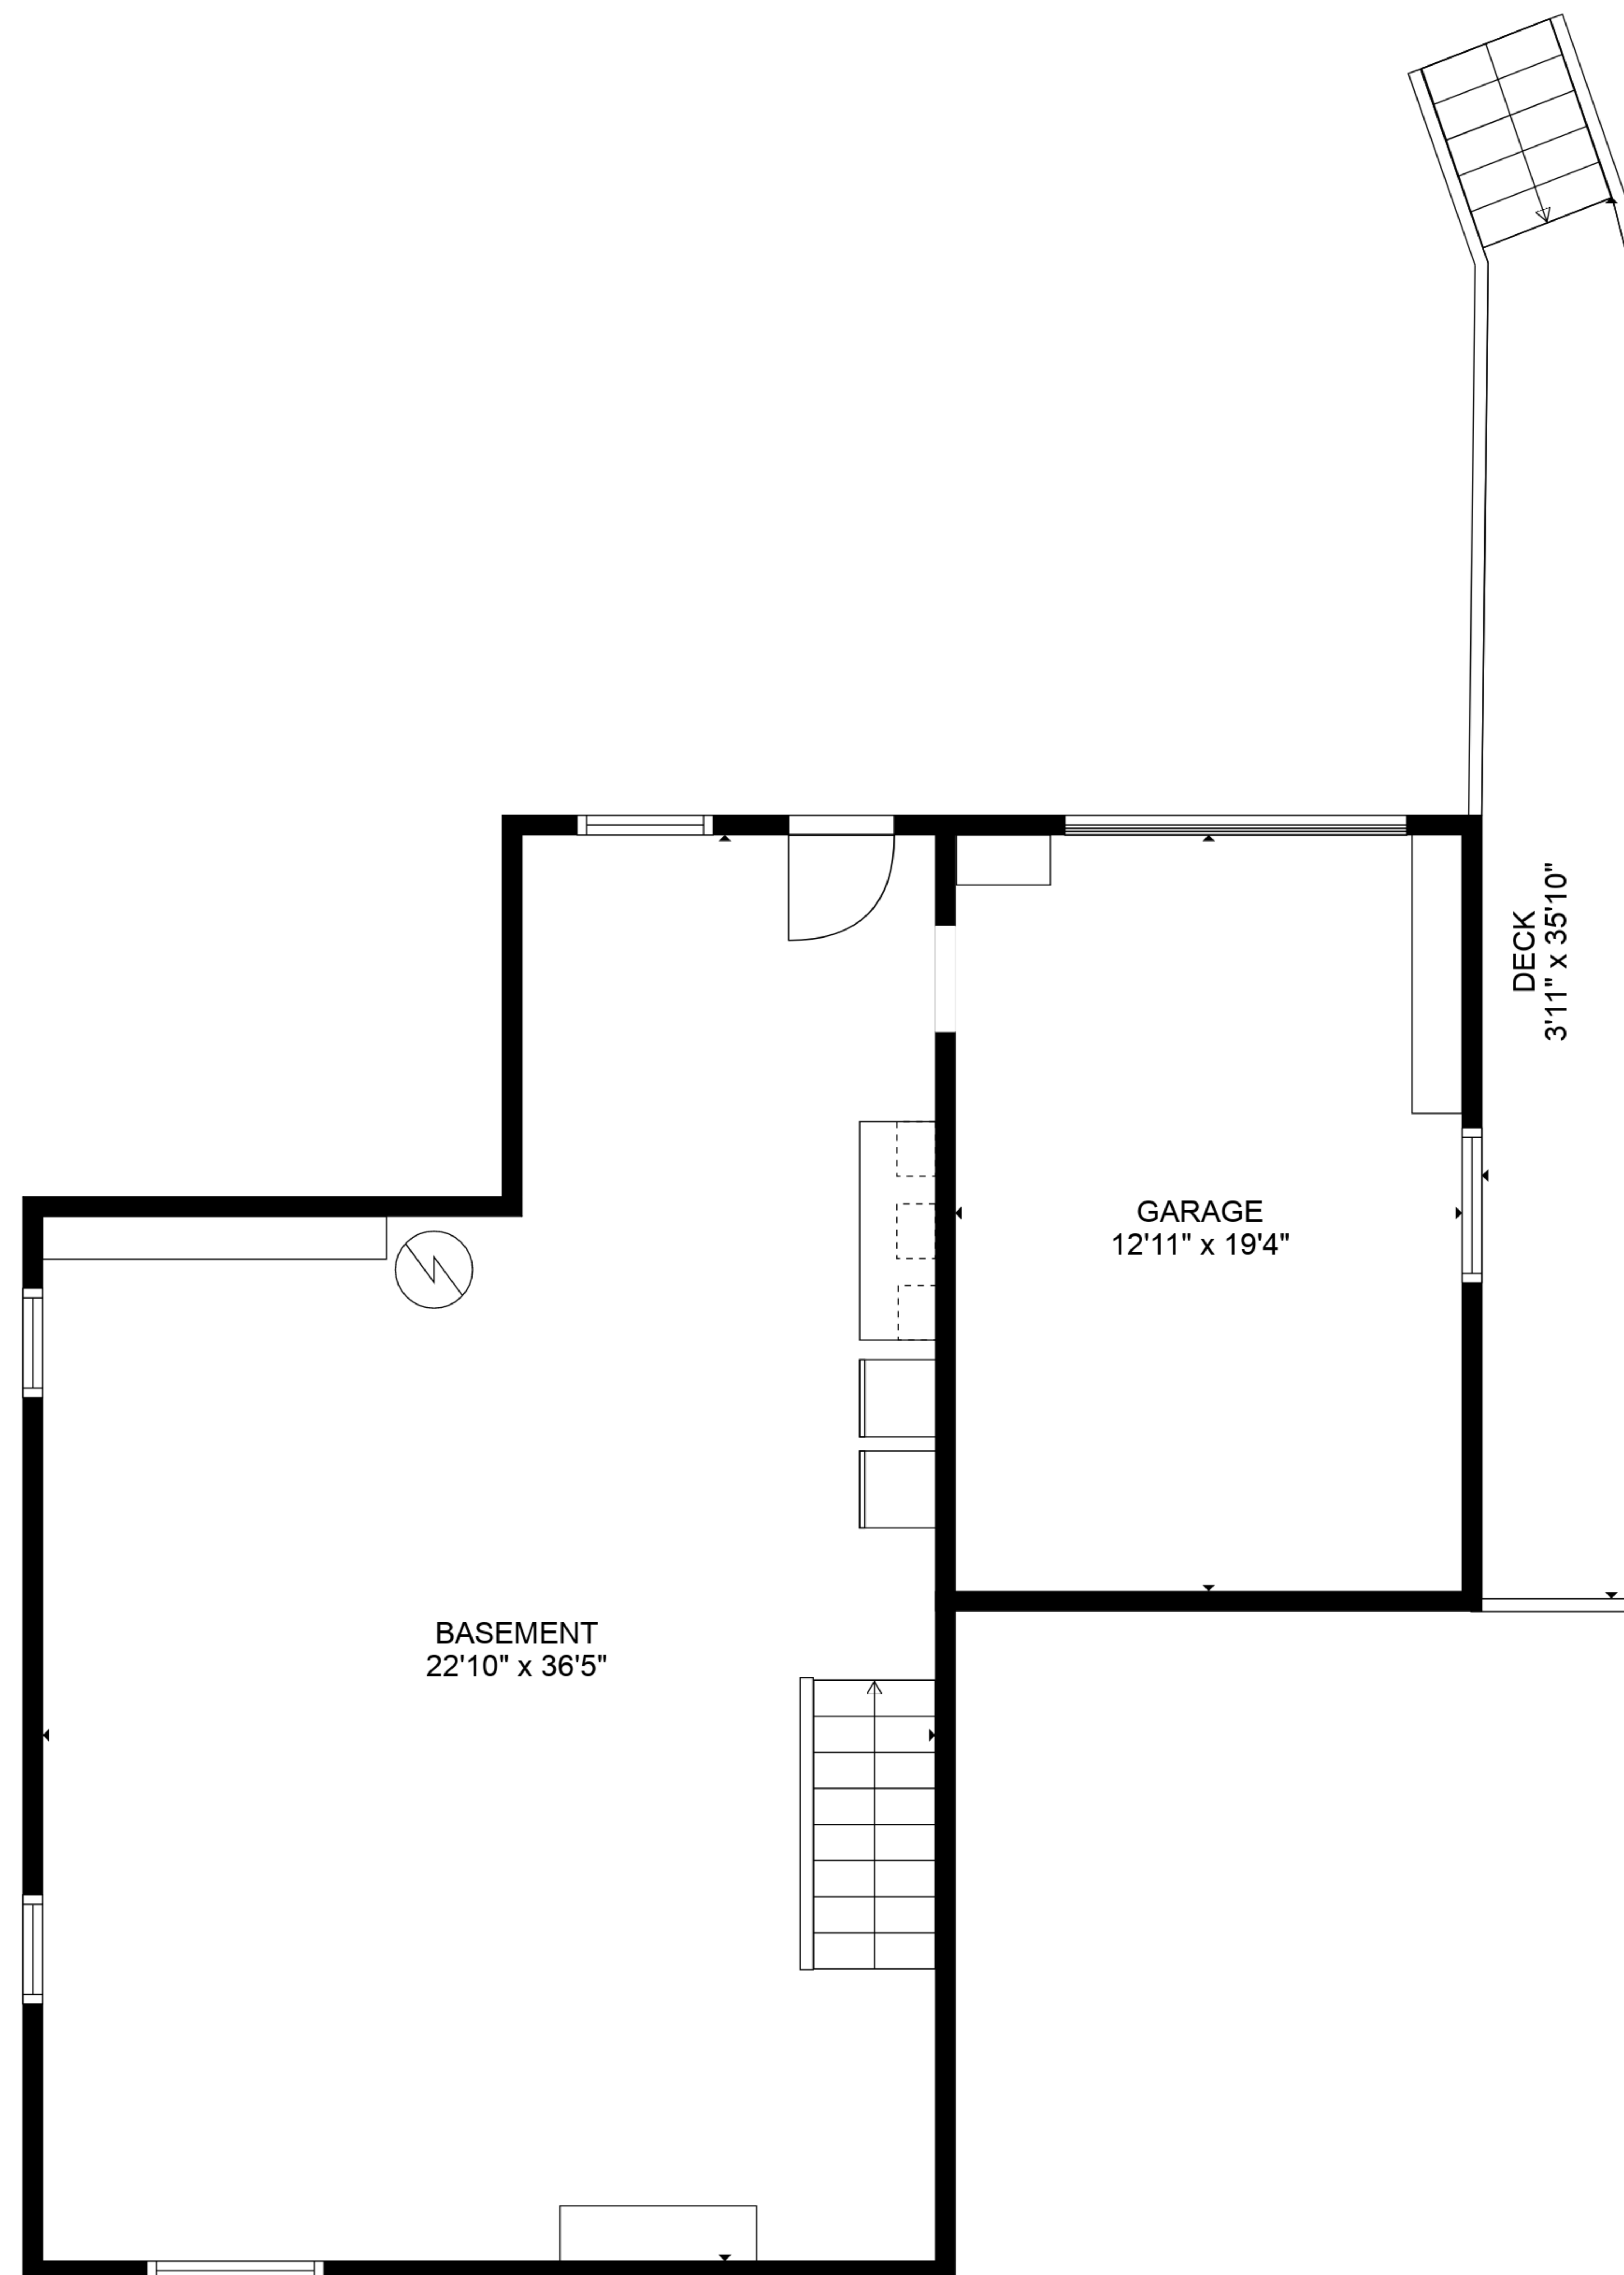 DECK
3'11" x 35'10"
GARAGE
12'11" x 19'4"
BASEMENT
22'10" x 36'5"